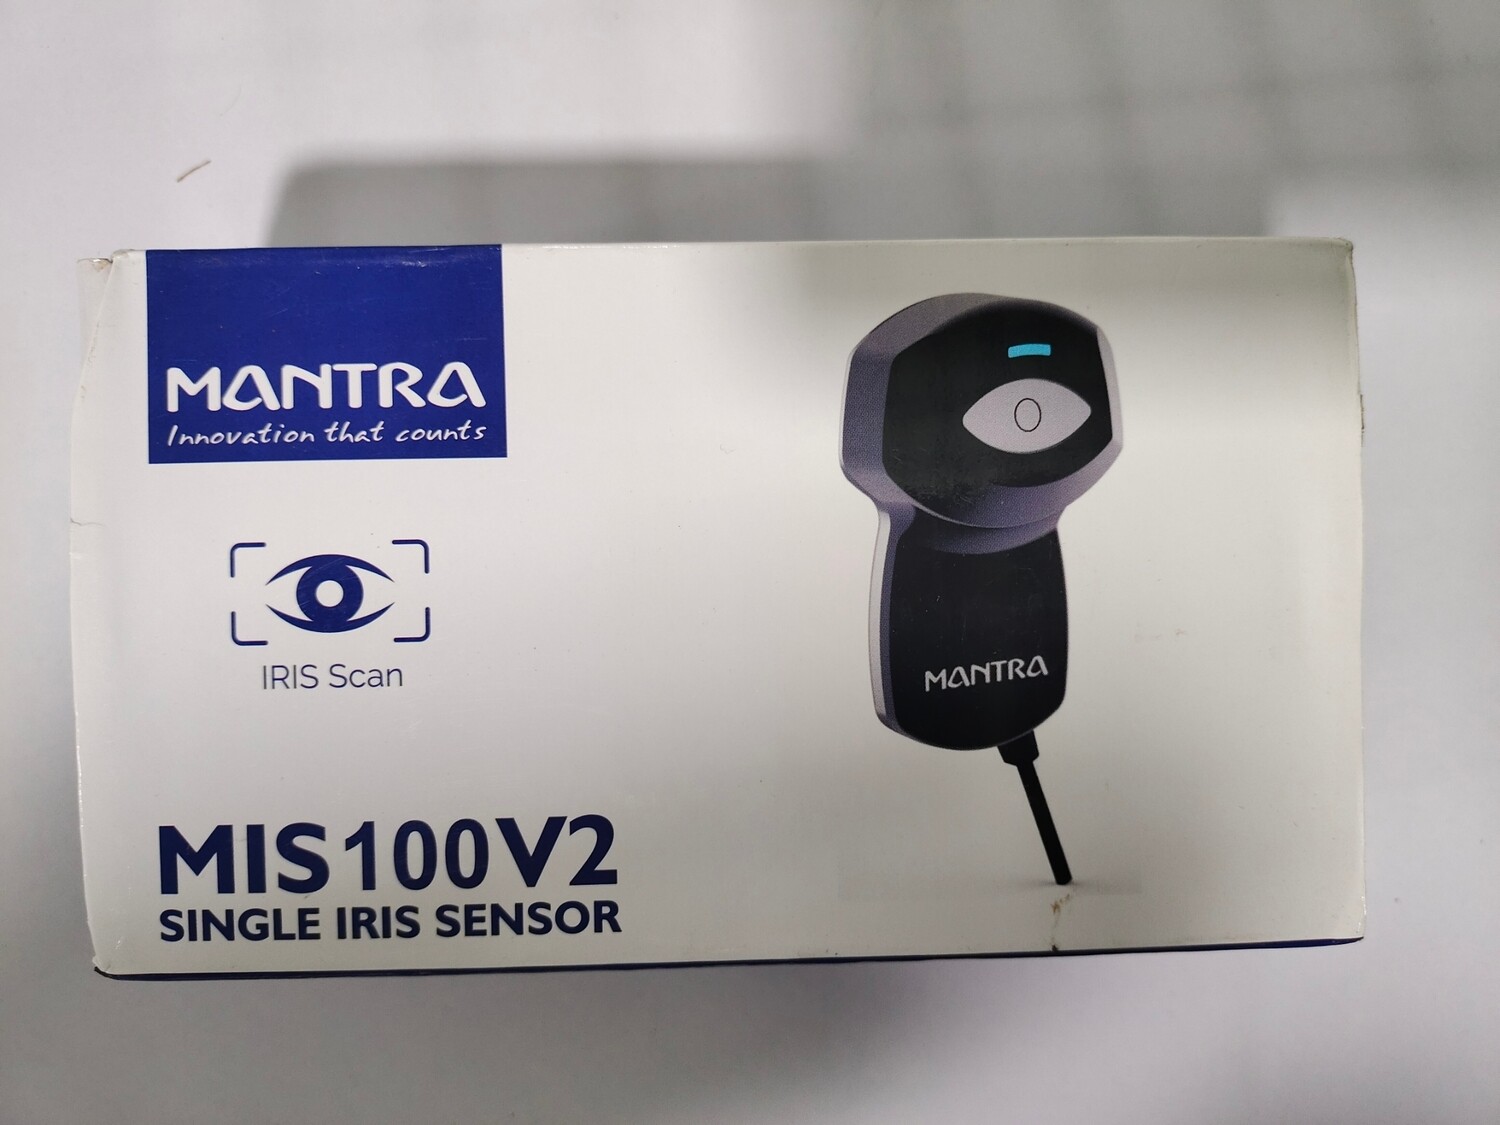 MANTRA
Innovation that counts
IRIS Scan
MIS100V2
SINGLE IRIS SENSOR
MANTRA